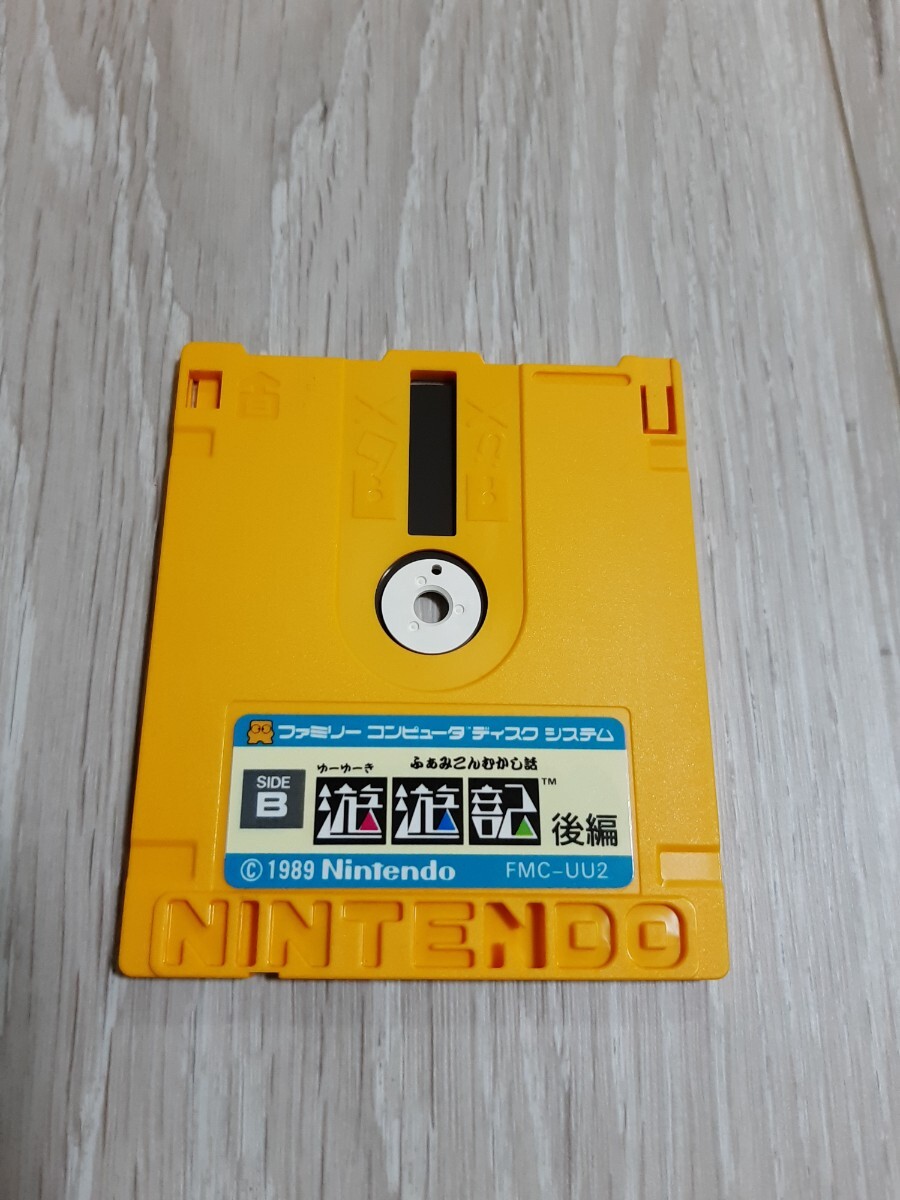 ファミリー コンピュータ ディスク システム
ゆーゆーき ふぁみこんむかし話
SIDE B 遊遊記™ 後編
© 1989 Nintendo FMC-UU2
NINTENDO